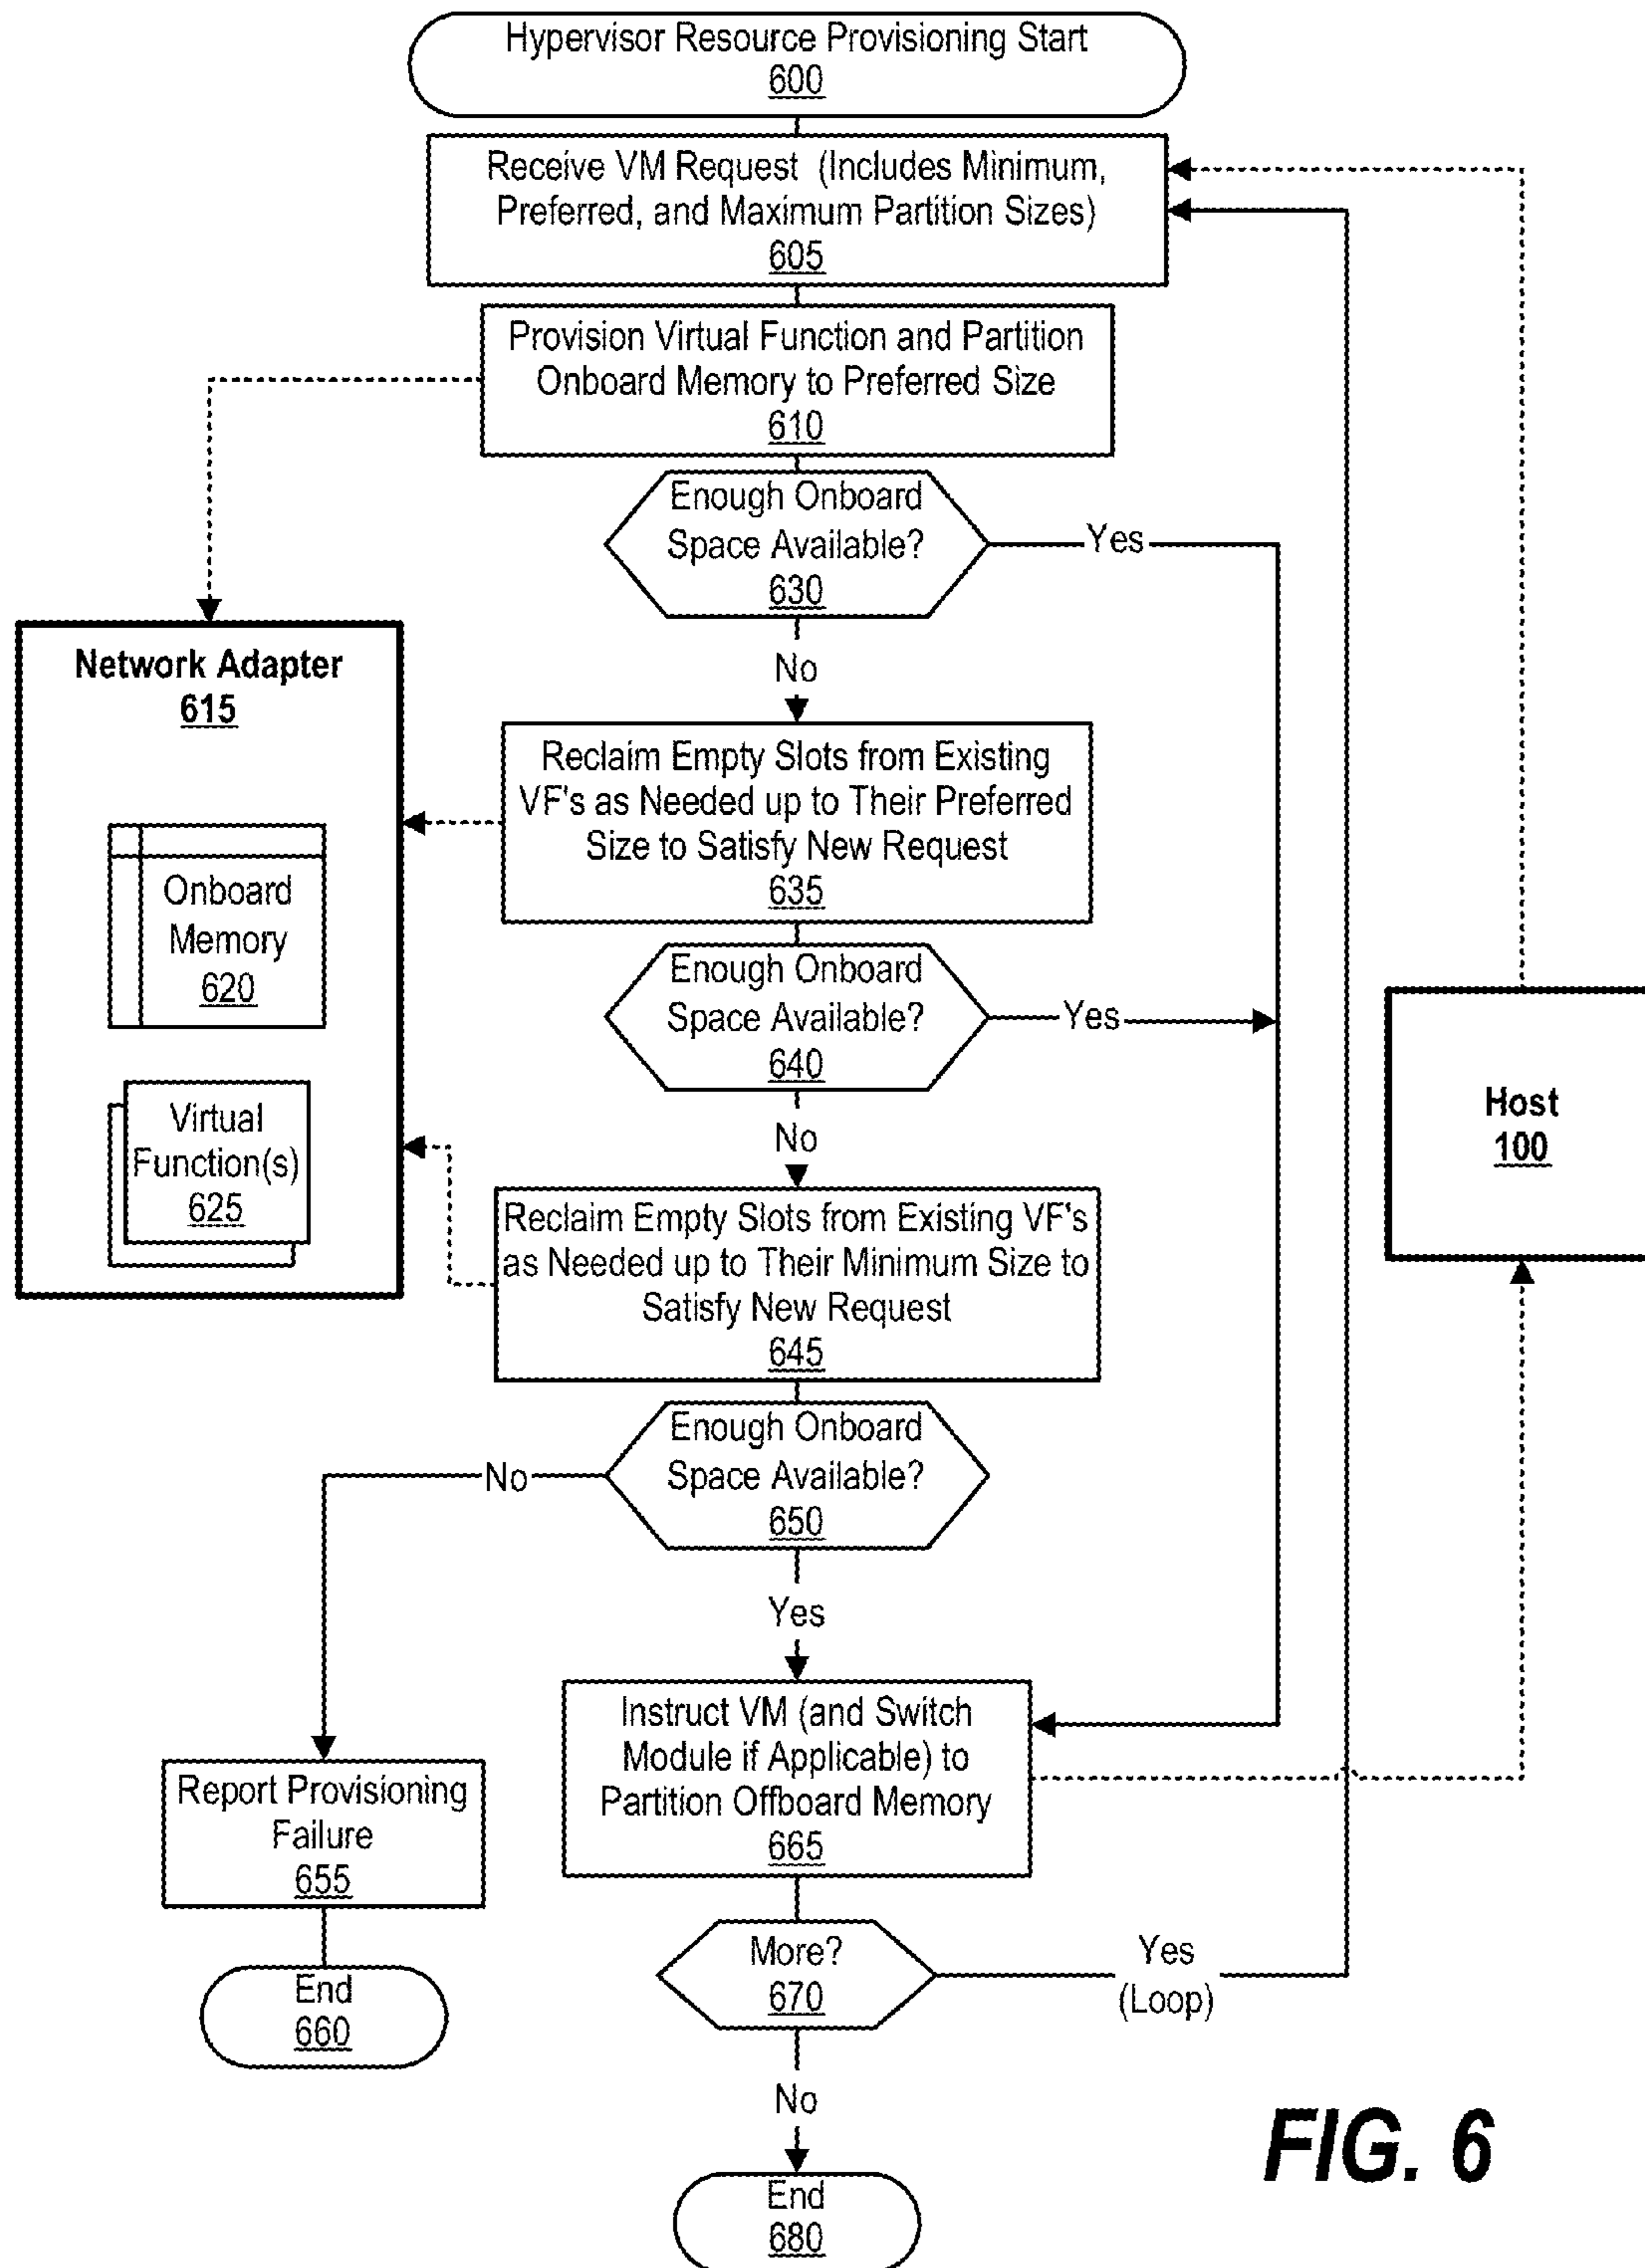 Hypervisor Resource Provisioning Start
600
Receive VM Request (Includes Minimum,
Preferred, and Maximum Partition Sizes)
605
Provision Virtual Function and Partition
Onboard Memory to Preferred Size
610
Enough Onboard
Space Available?
630
Yes
No
Network Adapter
615
Onboard
Memory
620
Virtual
Function(s)
625
Reclaim Empty Slots from Existing
VF's as Needed up to Their Preferred
Size to Satisfy New Request
635
Enough Onboard
Space Available?
640
Yes
No
Host
100
Reclaim Empty Slots from Existing VF's
as Needed up to Their Minimum Size to
Satisfy New Request
645
Enough Onboard
Space Available?
650
No
Yes
Report Provisioning
Failure
655
End
660
Instruct VM (and Switch
Module if Applicable) to
Partition Offboard Memory
665
More?
670
Yes
(Loop)
No
End
680
FIG. 6